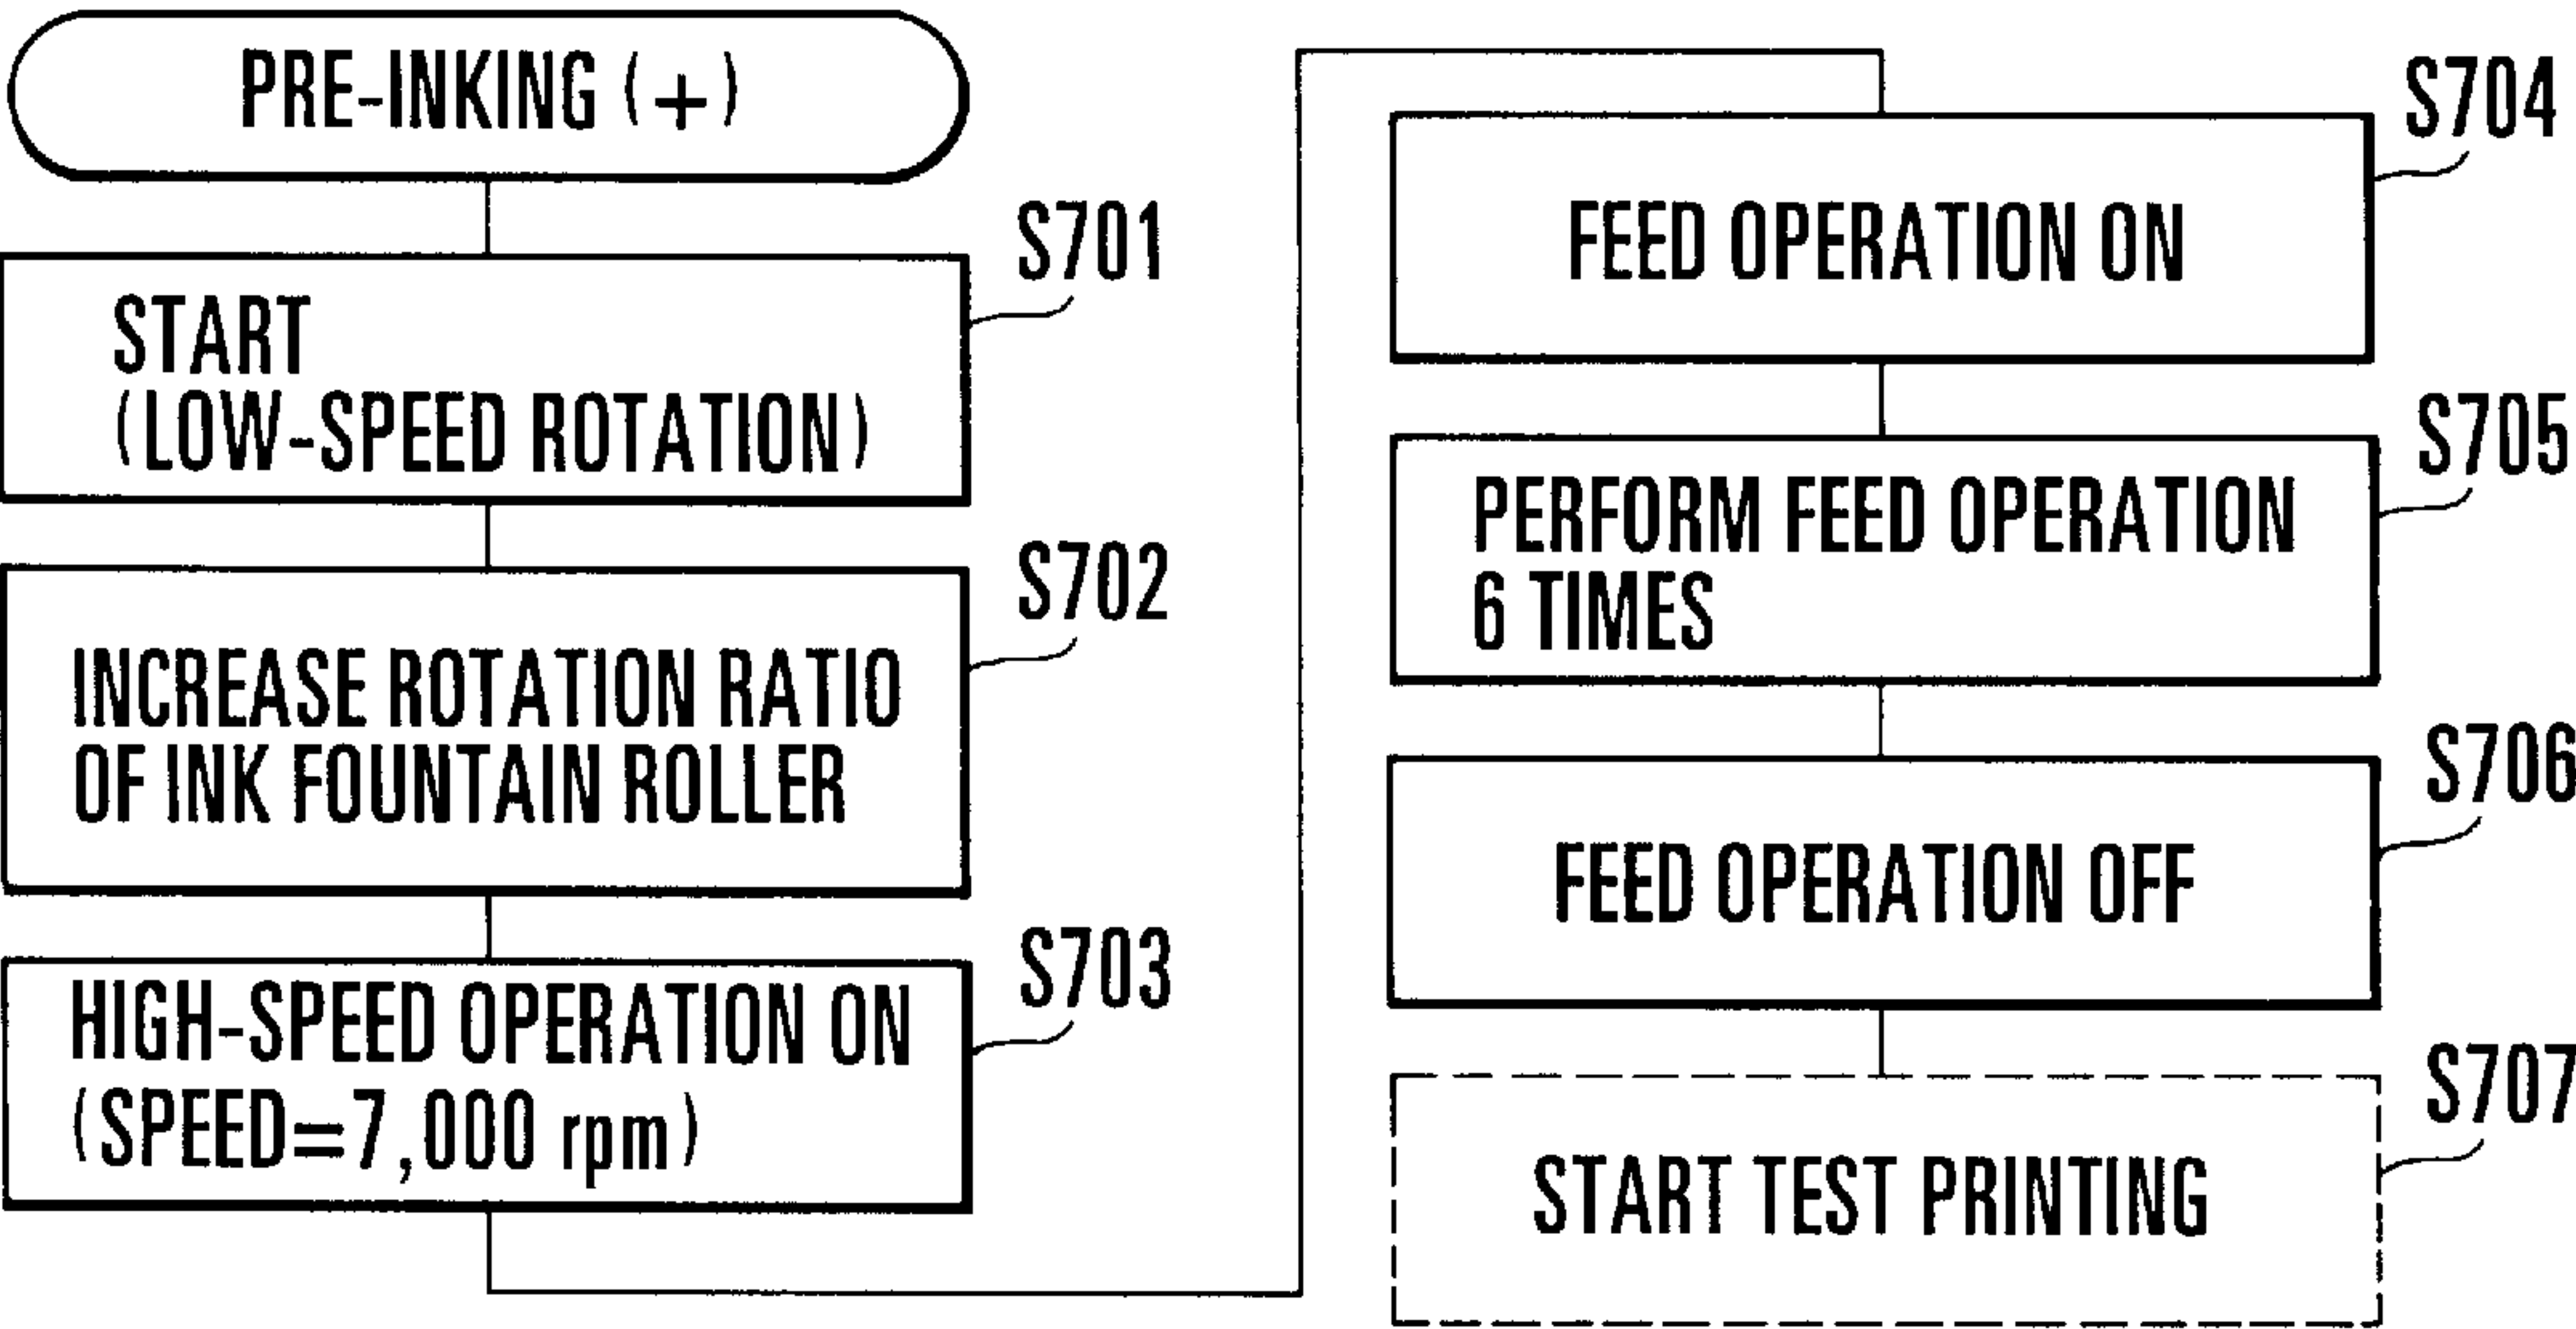 PRE-INKING (+)
S701
START
(LOW-SPEED ROTATION)
S702
INCREASE ROTATION RATIO
OF INK FOUNTAIN ROLLER
S703
HIGH-SPEED OPERATION ON
(SPEED=7,000 rpm)
S704
FEED OPERATION ON
S705
PERFORM FEED OPERATION
6 TIMES
S706
FEED OPERATION OFF
S707
START TEST PRINTING